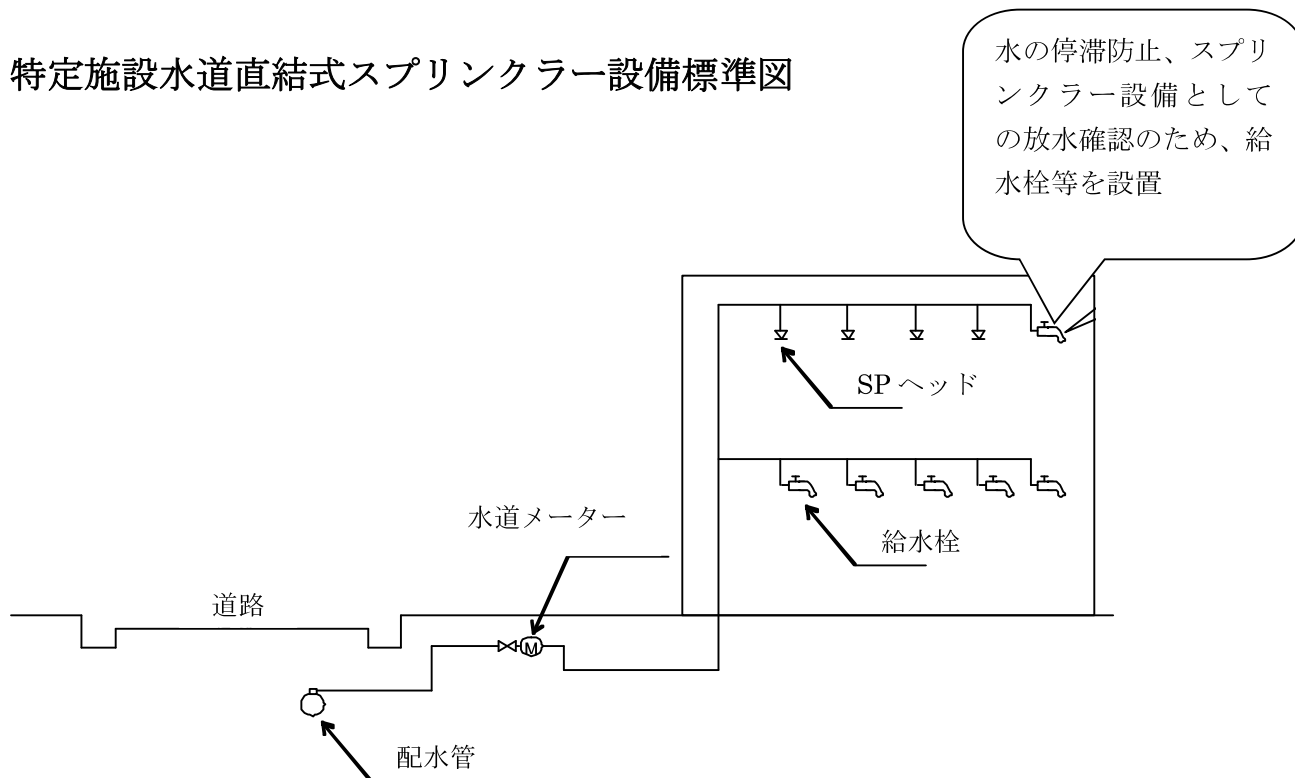 特定施設水道直結式スプリンクラー設備標準図
水の停滞防止、スプリ
ンクラー設備として
の放水確認のため、給
水栓等を設置
SP ヘッド
水道メーター
給水栓
道路
M
配水管